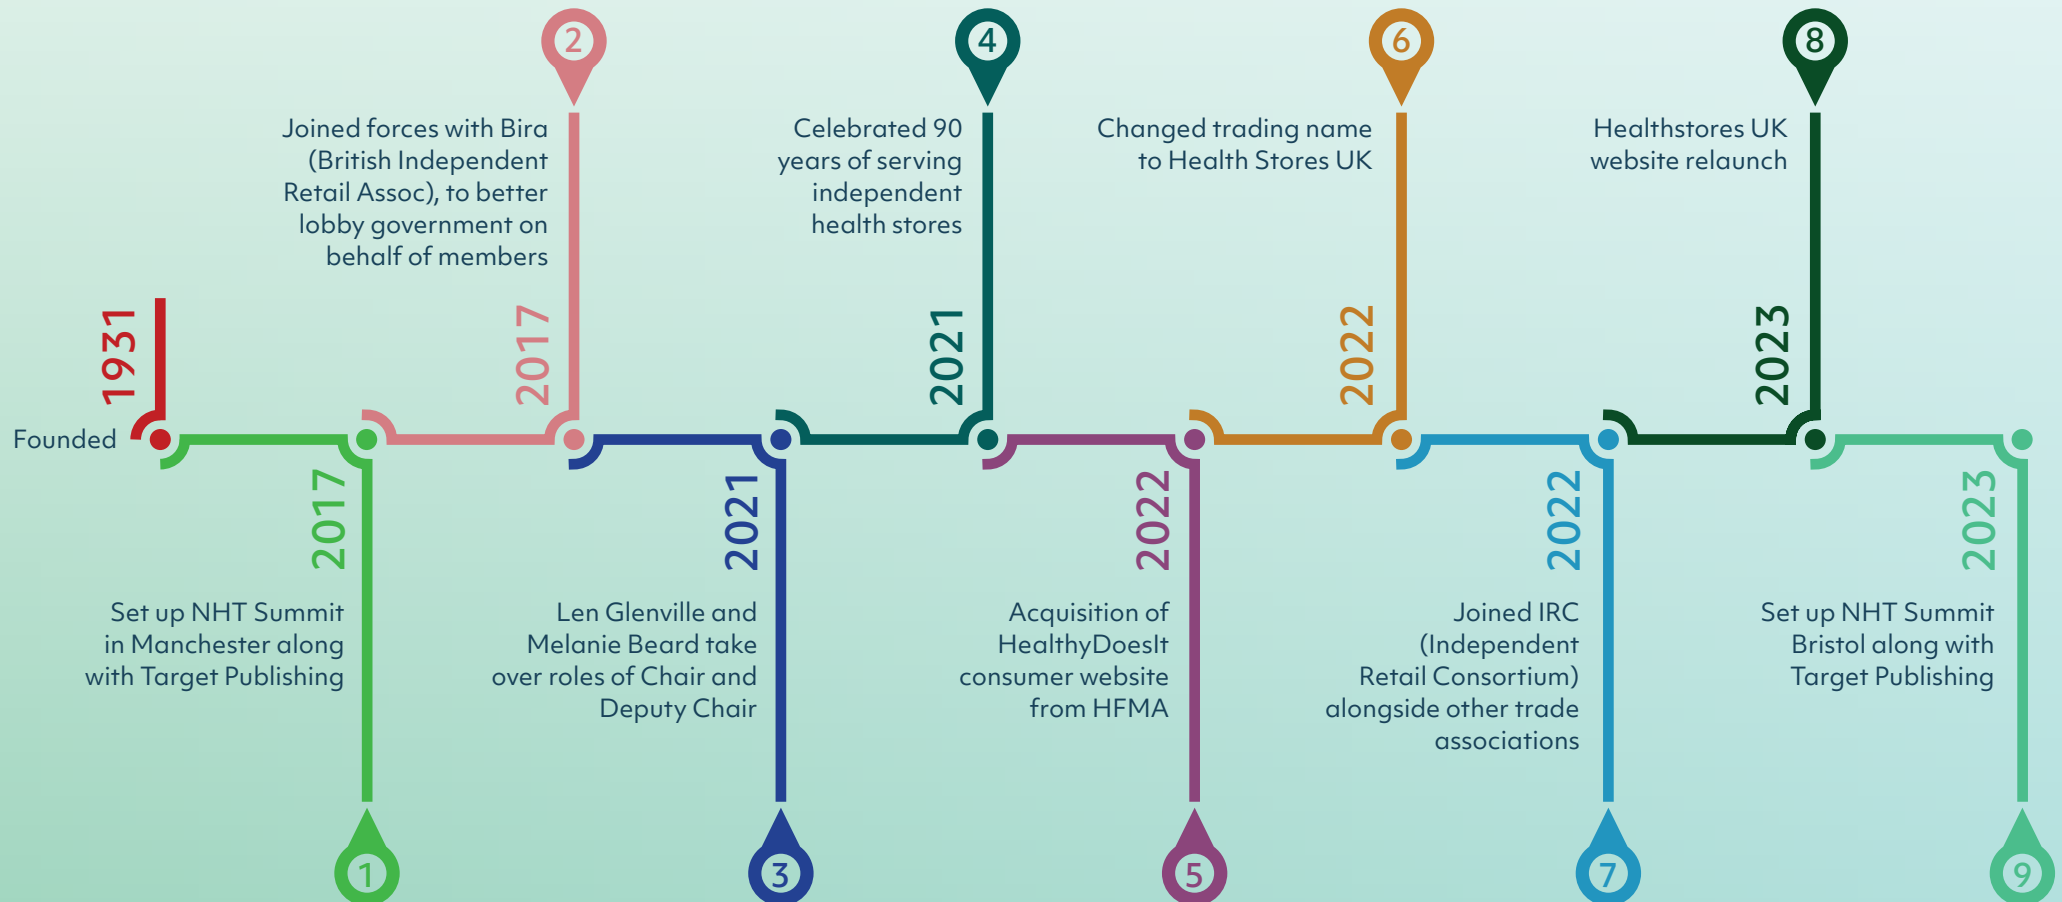 Founded
1931
2017
Set up NHT Summit
in Manchester along
with Target Publishing
1
2
Joined forces with Bira
(British Independent
Retail Assoc), to better
lobby government on
behalf of members
2017
2021
Len Glenville and
Melanie Beard take
over roles of Chair and
Deputy Chair
3
4
Celebrated 90
years of serving
independent
health stores
2021
2022
Acquisition of
HealthyDoesIt
consumer website
from HFMA
5
6
Changed trading name
to Health Stores UK
2022
2022
Joined IRC
(Independent
Retail Consortium)
alongside other trade
associations
7
8
Healthstores UK
website relaunch
2023
2023
Set up NHT Summit
Bristol along with
Target Publishing
9